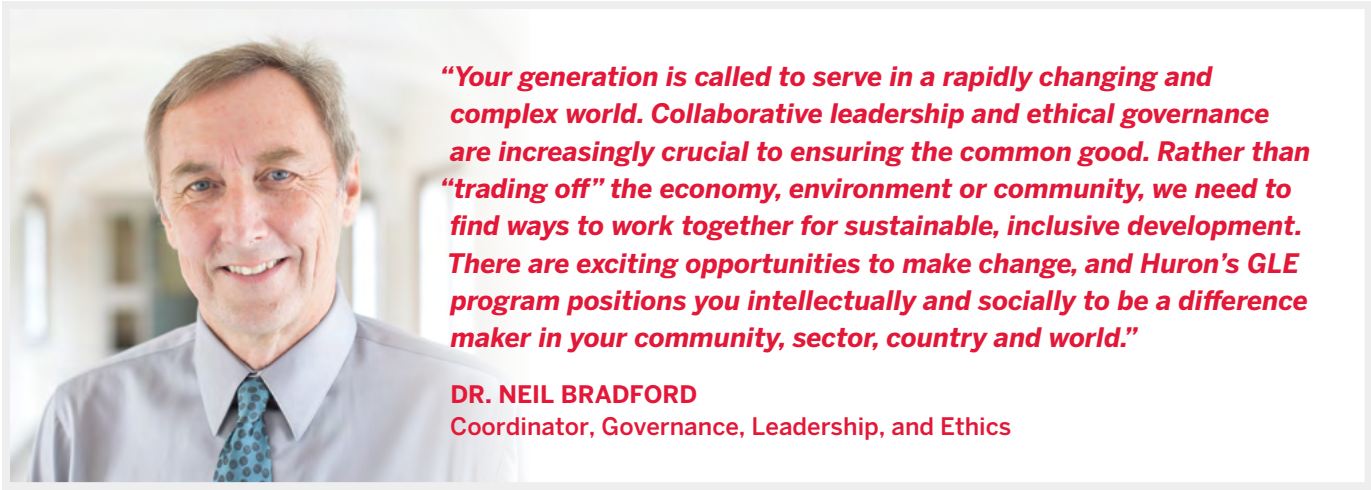 “Your generation is called to serve in a rapidly changing and
complex world. Collaborative leadership and ethical governance
are increasingly crucial to ensuring the common good. Rather than
“trading off” the economy, environment or community, we need to
find ways to work together for sustainable, inclusive development.
There are exciting opportunities to make change, and Huron’s GLE
program positions you intellectually and socially to be a difference
maker in your community, sector, country and world.”
DR. NEIL BRADFORD
Coordinator, Governance, Leadership, and Ethics